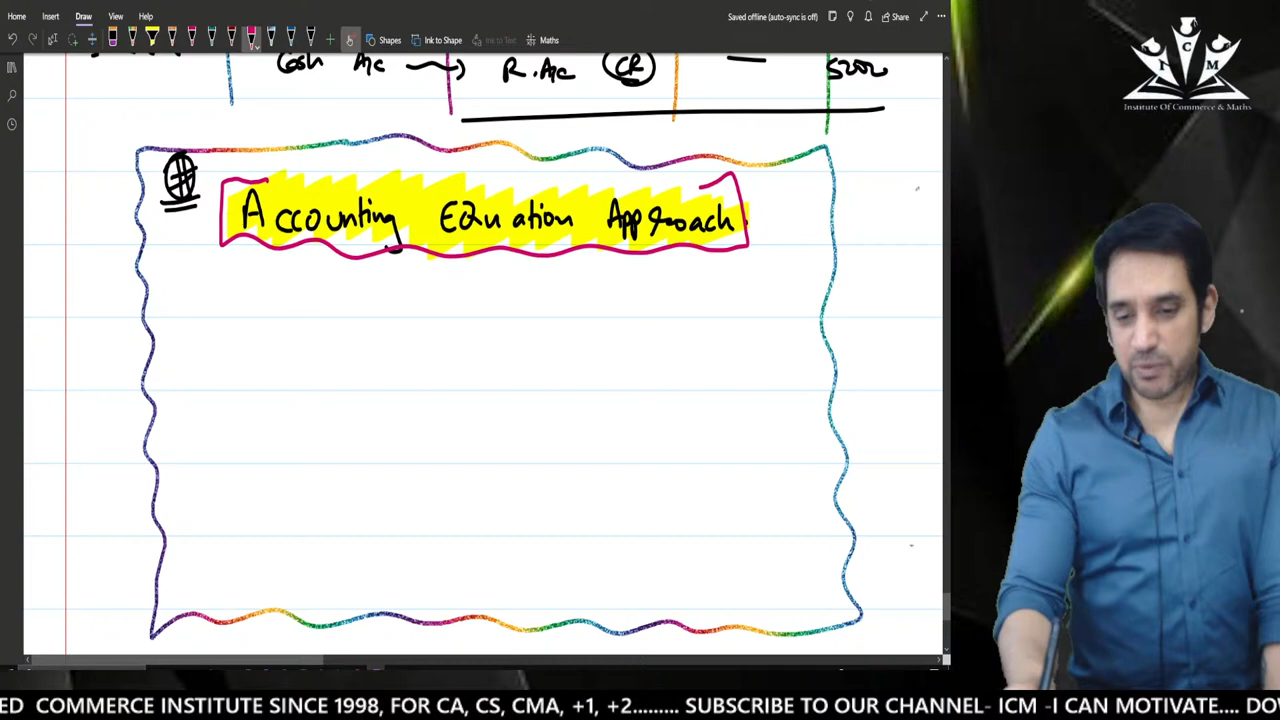 Home Insert Draw View Help Saved offline (auto-sync is off) Share
Shapes Ink to Shape Ink to Text Maths
Cash A/c R. A/c CR 5200
# Accounting Equation Approach
I C M
Institute Of Commerce & Maths
ED COMMERCE INSTITUTE SINCE 1998, FOR CA, CS, CMA, +1, +2......... SUBSCRIBE TO OUR CHANNEL- ICM -I CAN MOTIVATE.... DO